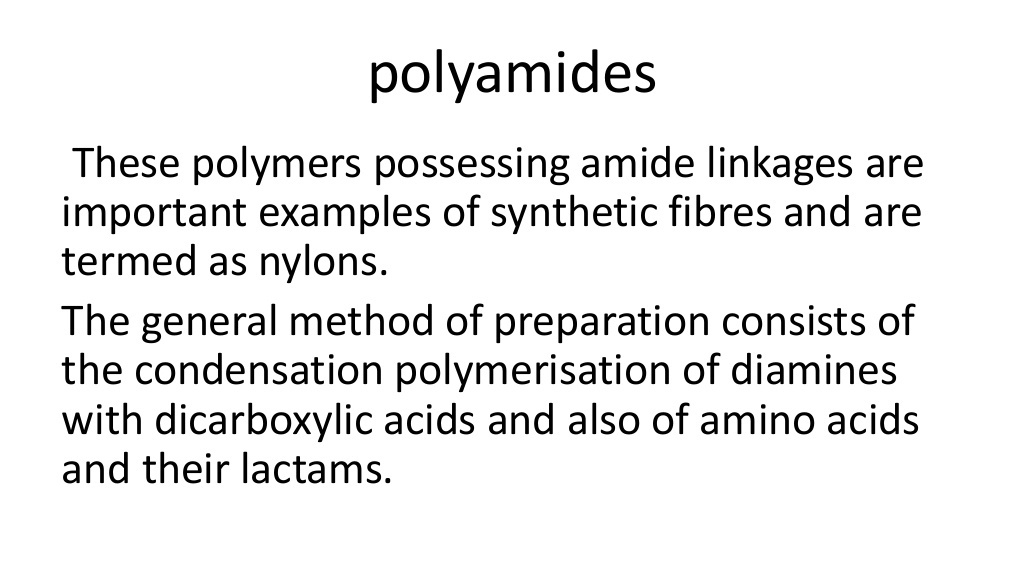 polyamides
These polymers possessing amide linkages are
important examples of synthetic fibres and are
termed as nylons.
The general method of preparation consists of
the condensation polymerisation of diamines
with dicarboxylic acids and also of amino acids
and their lactams.